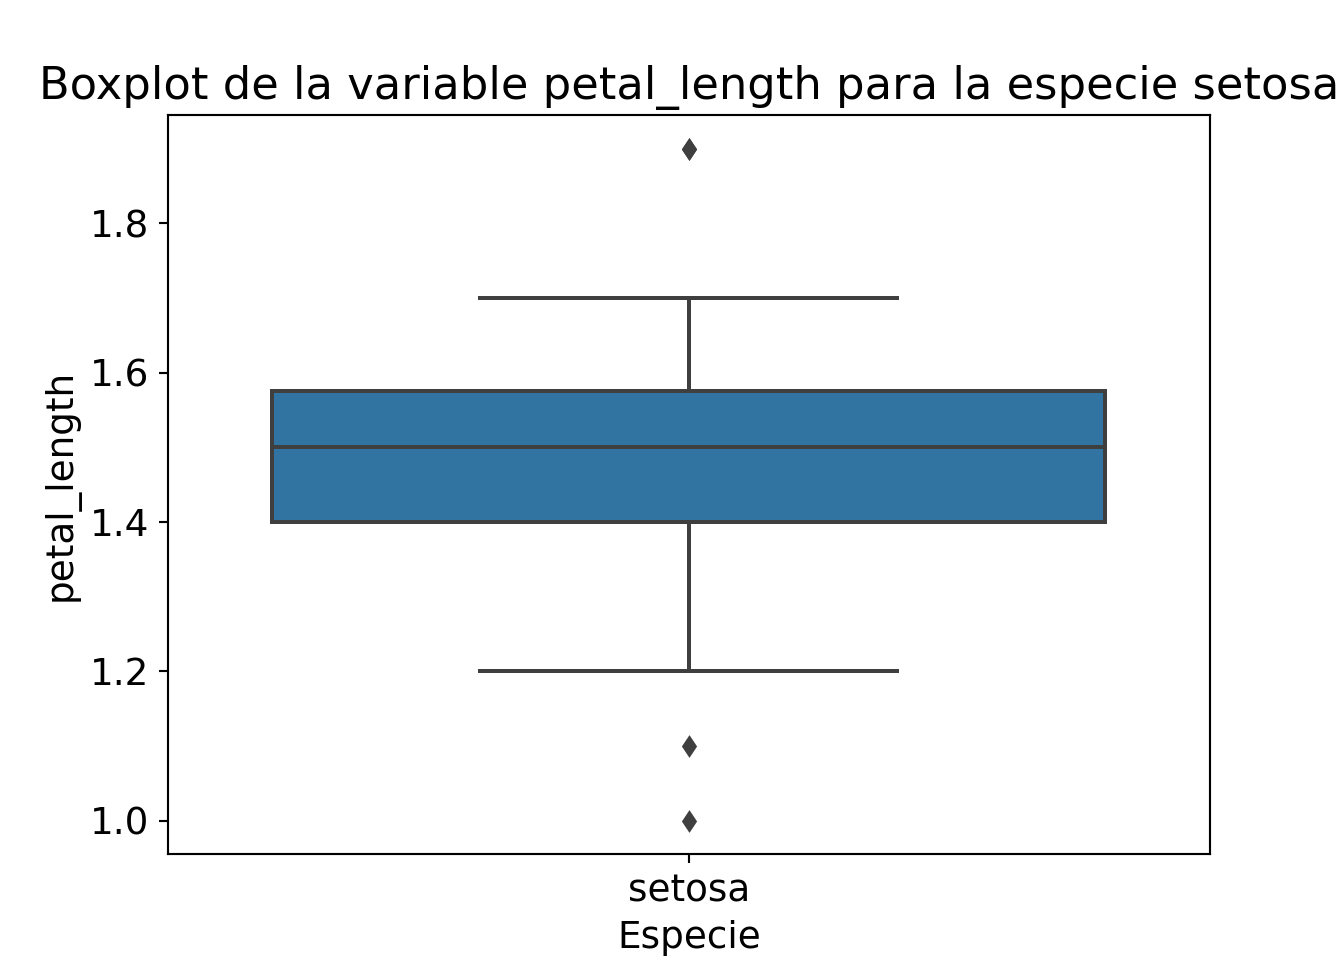 Boxplot de la variable petal_length para la especie setosa
1.8
1.6
1.4
1.2
1.0
petal_length
setosa
Especie